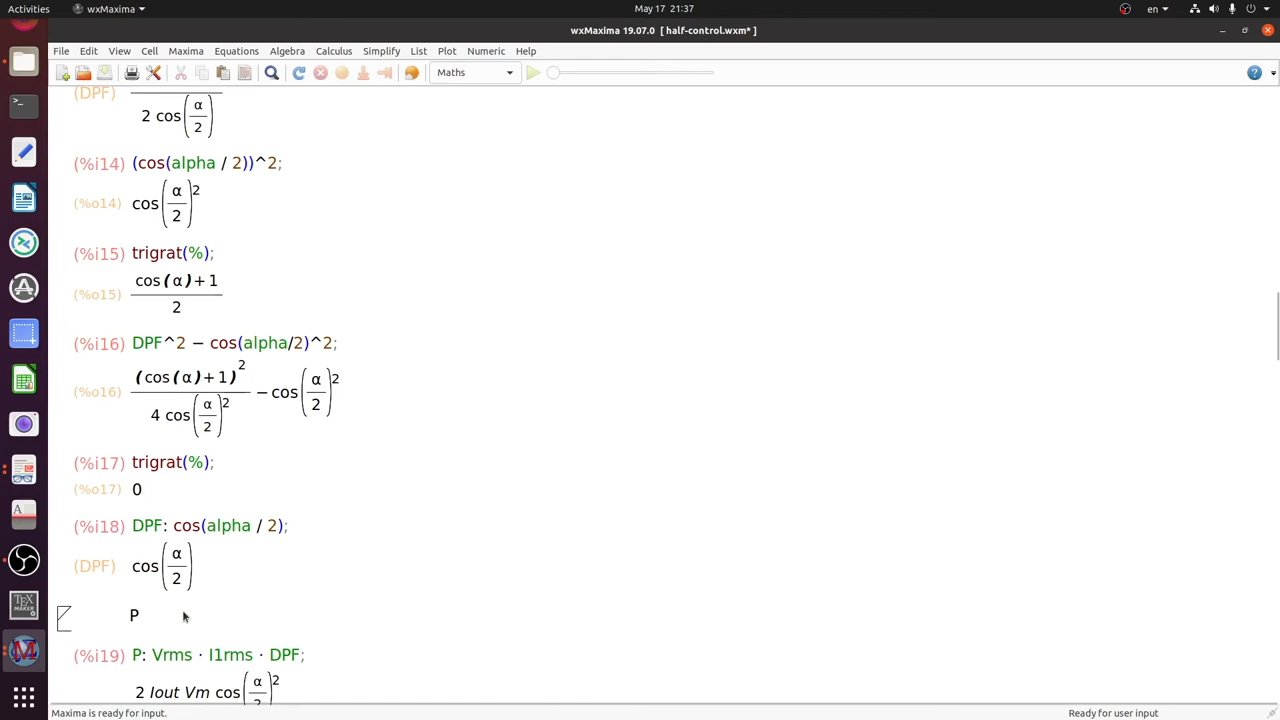 Activities wxMaxima May 17 21:37 en
wxMaxima 19.07.0 [ half-control.wxm* ]
File Edit View Cell Maxima Equations Algebra Calculus Simplify List Plot Numeric Help
Maths
(DPF)
2 cos(α/2)
(%i14) (cos(alpha / 2))^2;
(%o14) cos(α/2)²
(%i15) trigrat(%);
(%o15) cos(α)+1
2
(%i16) DPF^2 − cos(alpha/2)^2;
(%o16) (cos(α)+1)²
4 cos(α/2)² − cos(α/2)²
(%i17) trigrat(%);
(%o17) 0
(%i18) DPF: cos(alpha / 2);
(DPF) cos(α/2)
P
(%i19) P: Vrms · I1rms · DPF;
2 Iout Vm cos(α/2)²
Maxima is ready for input. Ready for user input